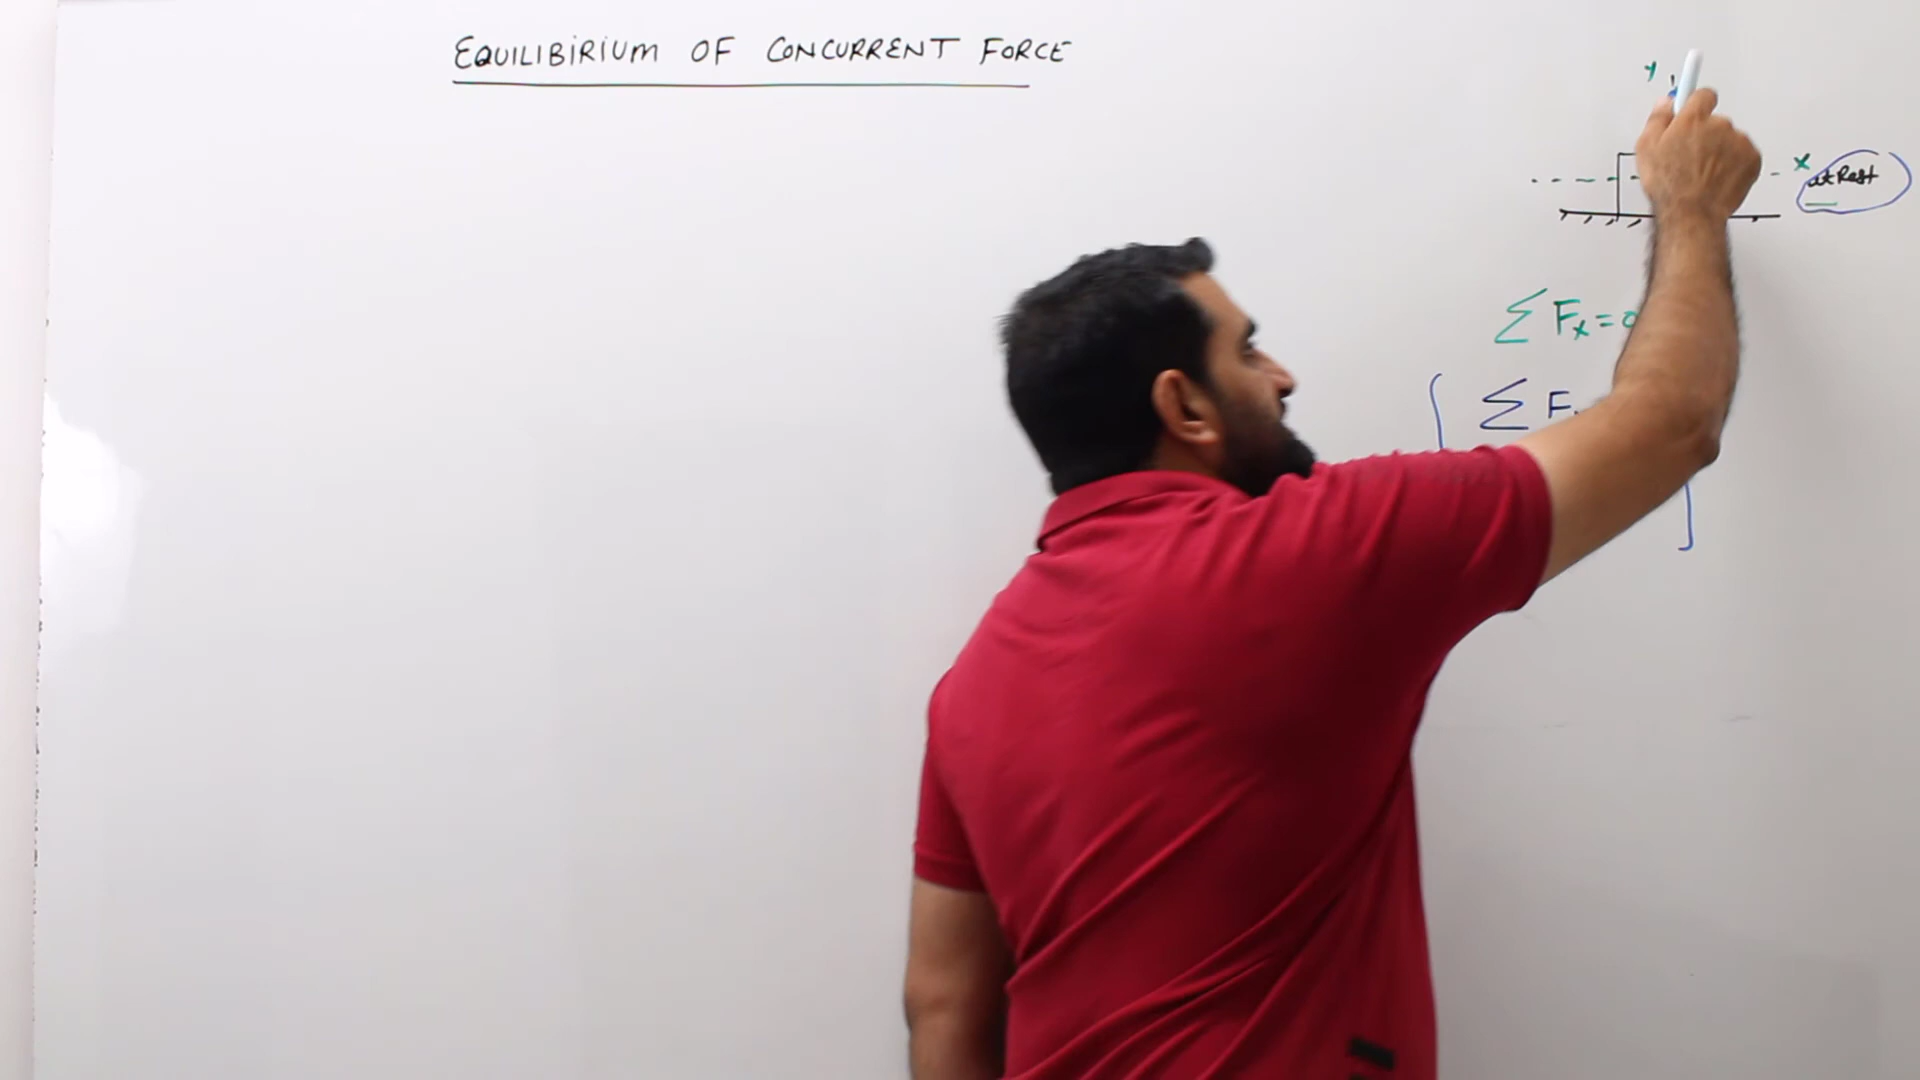 EQUILIBIRIUM OF CONCURRENT FORCE
Y
X
at Rest
∑ Fx = 0
∑ F